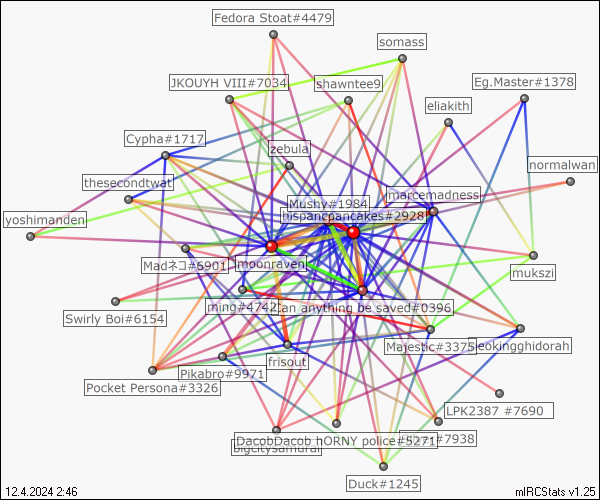 Fedora Stoat#4479
somass
JKOUYH VIII#7034
shawntee9
Eg.Master#1378
eliakith
Cypha#1717
zebula
normalwan
thesecondtwat
marcemadness
Mushy#1984
hispancpancakes#2928
yoshimanden
Madネコ#6901
moonraven
mukszi
ming#4742
an anything be saved#0396
Swirly Boi#6154
Majestic#3375
eokingghidorah
frisout
Pikabro#9971
Pocket Persona#3326
LPK2387 #7690
DacobDacob
hORNY police#5271
#7938
bigcitysamurai
Duck#1245
12.4.2024 2:46
mIRCStats v1.25